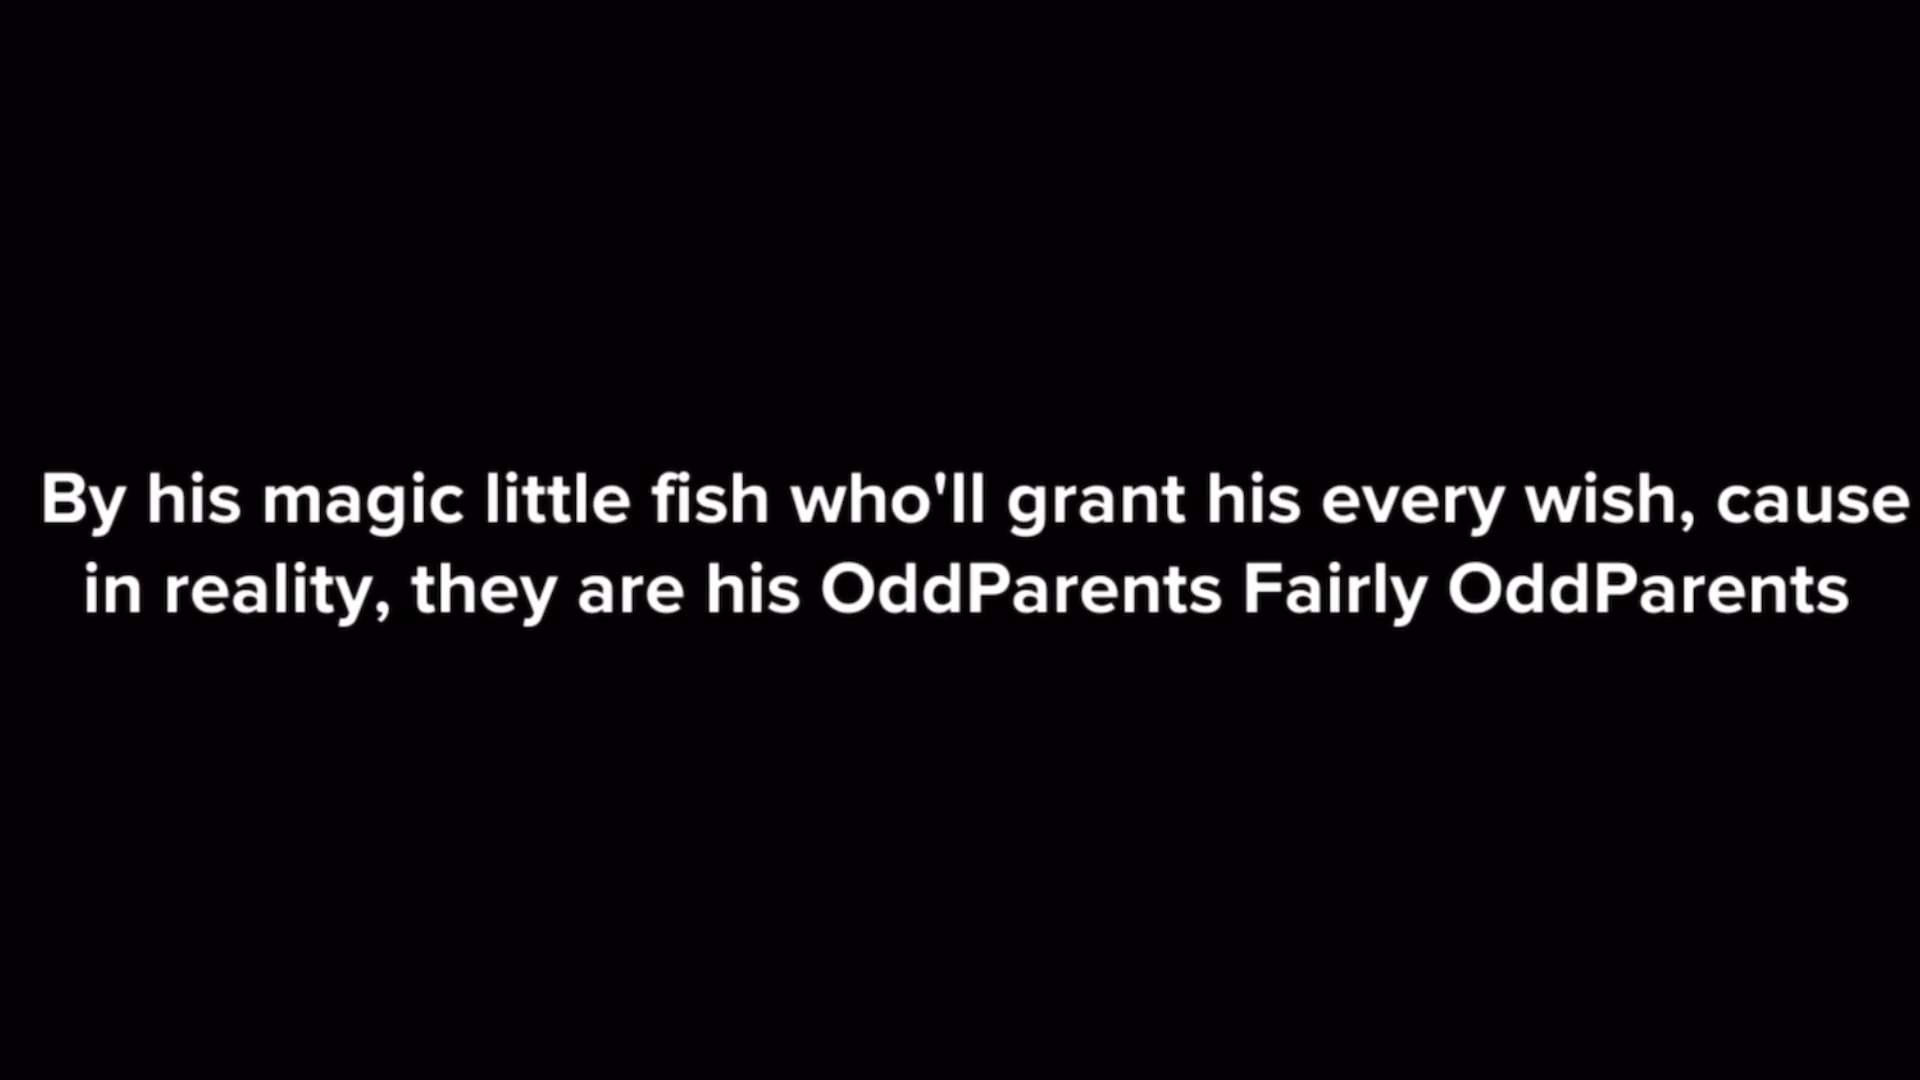 By his magic little fish who'll grant his every wish, cause
in reality, they are his OddParents Fairly OddParents